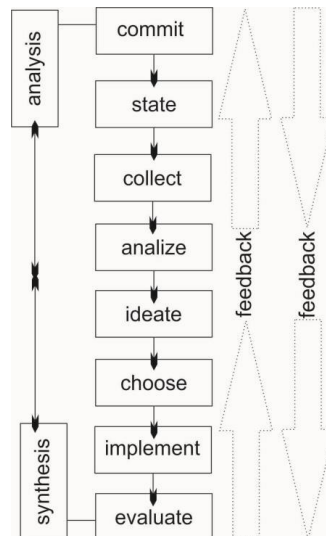 analysis
commit
state
collect
analize
ideate
choose
implement
evaluate
synthesis
feedback
feedback